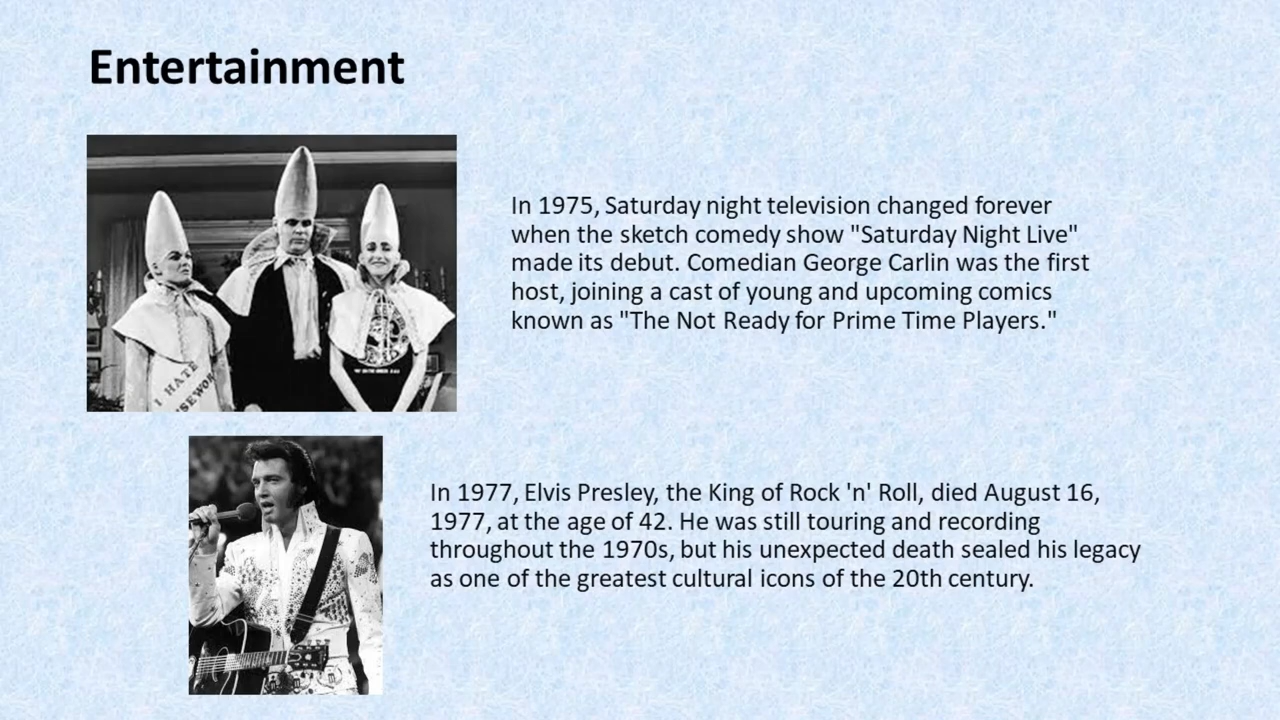 Entertainment
In 1975, Saturday night television changed forever
when the sketch comedy show "Saturday Night Live"
made its debut. Comedian George Carlin was the first
host, joining a cast of young and upcoming comics
known as "The Not Ready for Prime Time Players."
I HATE
In 1977, Elvis Presley, the King of Rock 'n' Roll, died August 16,
1977, at the age of 42. He was still touring and recording
throughout the 1970s, but his unexpected death sealed his legacy
as one of the greatest cultural icons of the 20th century.